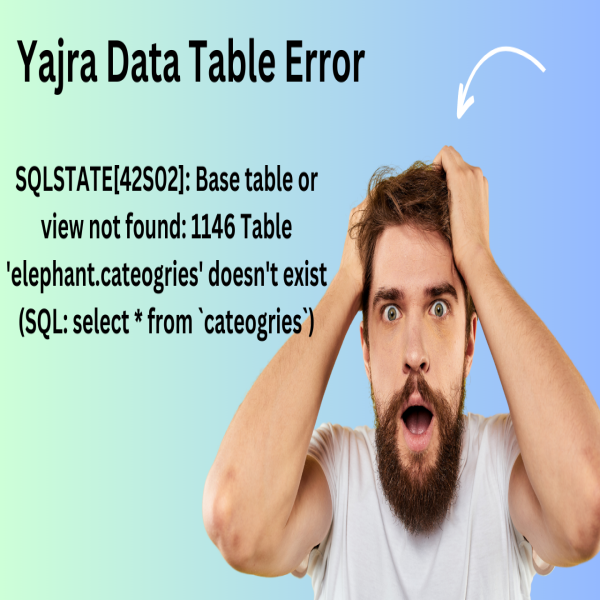 Yajra Data Table Error
SQLSTATE[42S02]: Base table or
view not found: 1146 Table
'elephant.cateogries' doesn't exist
(SQL: select * from `cateogries`)